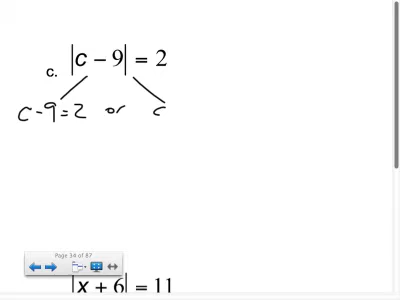 c. |c − 9| = 2
c - 9 = 2 or c
Page 34 of 87
|x + 6| = 11